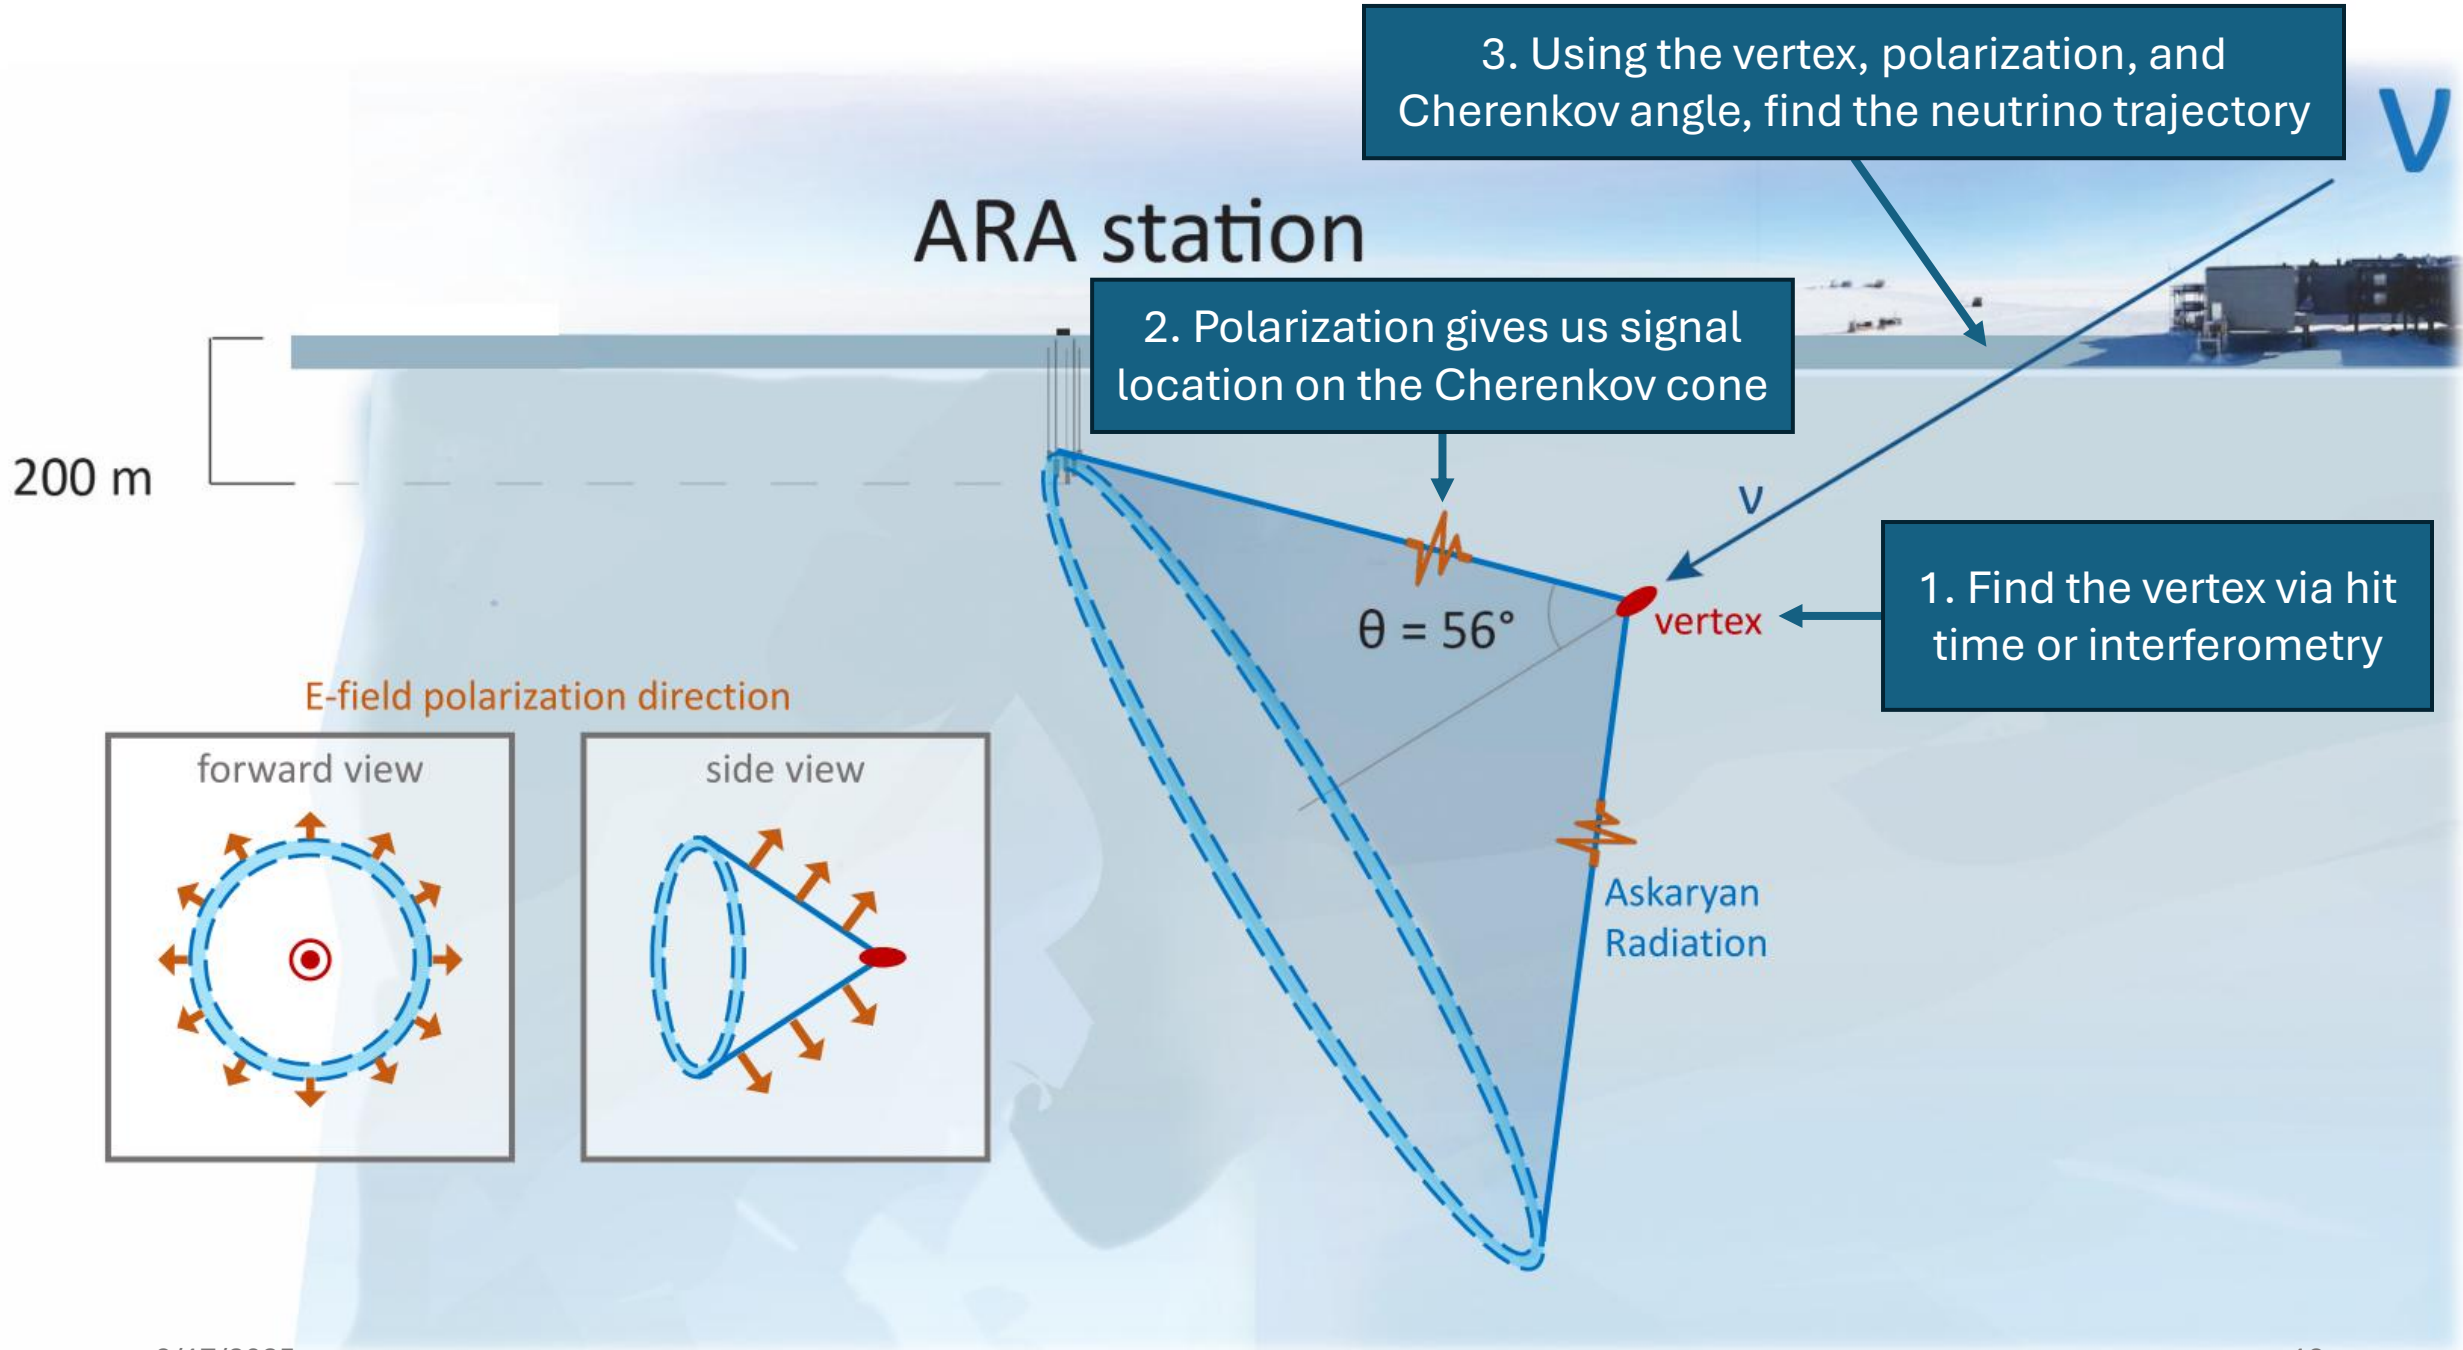 3. Using the vertex, polarization, and
Cherenkov angle, find the neutrino trajectory
ν
ARA station
2. Polarization gives us signal
location on the Cherenkov cone
200 m
ν
1. Find the vertex via hit
time or interferometry
θ = 56°
vertex
E-field polarization direction
forward view
side view
Askaryan
Radiation